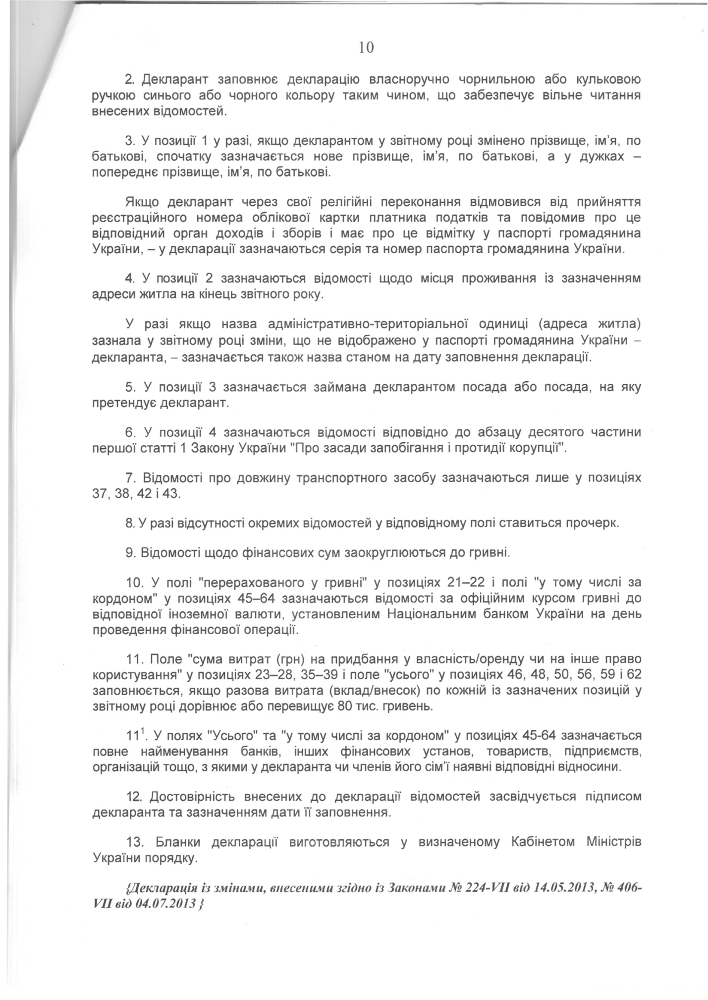 10
2. Декларант заповнює декларацію власноручно чорнильною або кульковою
ручкою синього або чорного кольору таким чином, що забезпечує вільне читання
внесених відомостей.
3. У позиції 1 у разі, якщо декларантом у звітному році змінено прізвище, ім'я, по
батькові, спочатку зазначається нове прізвище, ім'я, по батькові, а у дужках –
попереднє прізвище, ім'я, по батькові.
Якщо декларант через свої релігійні переконання відмовився від прийняття
реєстраційного номера облікової картки платника податків та повідомив про це
відповідний орган доходів і зборів і має про це відмітку у паспорті громадянина
України, – у декларації зазначаються серія та номер паспорта громадянина України.
4. У позиції 2 зазначаються відомості щодо місця проживання із зазначенням
адреси житла на кінець звітного року.
У разі якщо назва адміністративно-територіальної одиниці (адреса житла)
зазнала у звітному році зміни, що не відображено у паспорті громадянина України –
декларанта, – зазначається також назва станом на дату заповнення декларації.
5. У позиції 3 зазначається займана декларантом посада або посада, на яку
претендує декларант.
6. У позиції 4 зазначаються відомості відповідно до абзацу десятого частини
першої статті 1 Закону України "Про засади запобігання і протидії корупції".
7. Відомості про довжину транспортного засобу зазначаються лише у позиціях
37, 38, 42 і 43.
8. У разі відсутності окремих відомостей у відповідному полі ставиться прочерк.
9. Відомості щодо фінансових сум заокруглюються до гривні.
10. У полі "перерахованого у гривні" у позиціях 21–22 і полі "у тому числі за
кордоном" у позиціях 45–64 зазначаються відомості за офіційним курсом гривні до
відповідної іноземної валюти, установленим Національним банком України на день
проведення фінансової операції.
11. Поле "сума витрат (грн) на придбання у власність/оренду чи на інше право
користування" у позиціях 23–28, 35–39 і поле "усього" у позиціях 46, 48, 50, 56, 59 і 62
заповнюється, якщо разова витрата (вклад/внесок) по кожній із зазначених позицій у
звітному році дорівнює або перевищує 80 тис. гривень.
11¹. У полях "Усього" та "у тому числі за кордоном" у позиціях 45-64 зазначається
повне найменування банків, інших фінансових установ, товариств, підприємств,
організацій тощо, з якими у декларанта чи членів його сім'ї наявні відповідні відносини.
12. Достовірність внесених до декларації відомостей засвідчується підписом
декларанта та зазначенням дати її заповнення.
13. Бланки декларації виготовляються у визначеному Кабінетом Міністрів
України порядку.
{Декларація із змінами, внесеними згідно із Законами № 224-VII від 14.05.2013, № 406-
VII від 04.07.2013 }